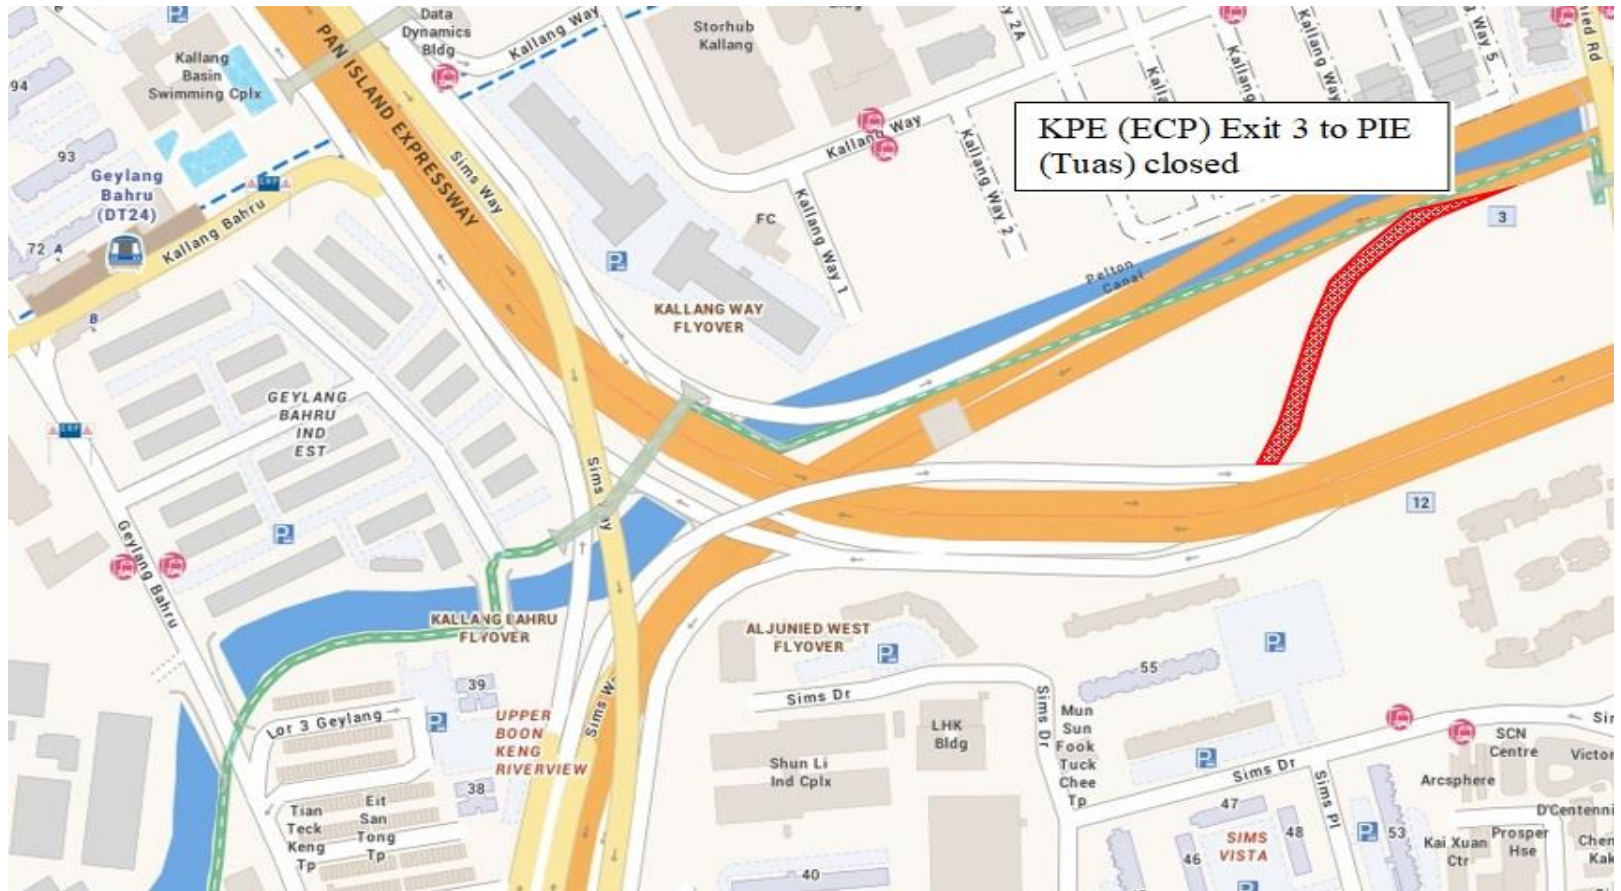 Data
Dynamics
Bldg
Kallang Way
Storhub
Kallang
Kallang
Basin
Swimming Cplx
PAN ISLAND EXPRESSWAY
94
93
Geylang
Bahru
(DT24)
72
A
B
Kallang Bahru
Sims Way
Kallang Way
KPE (ECP) Exit 3 to PIE
(Tuas) closed
3
FC
Kallang Way 1
Kallang Way 2
Kallang Way
Pelton
Canal
KALLANG WAY
FLYOVER
GEYLANG
BAHRU
IND
EST
12
Geylang Bahru
KALLANG BAHRU
FLYOVER
ALJUNIED WEST
FLYOVER
Sims Way
39
38
Lor 3 Geylang
UPPER
BOON
KENG
RIVERVIEW
Tian
Teck
Keng
Tp
Eit
San
Tong
Tp
Sims Dr
Shun Li
Ind Cplx
LHK
Bldg
Sims Dr
Mun
Sun
Fook
Tuck
Chee
Tp
55
Sims Dr
Sims Pl
47
48
46
53
40
SIMS
VISTA
SCN
Centre
Victor
Arcsphere
D'Centenni
Kai Xuan
Ctr
Prosper
Hse
Chen
Kak